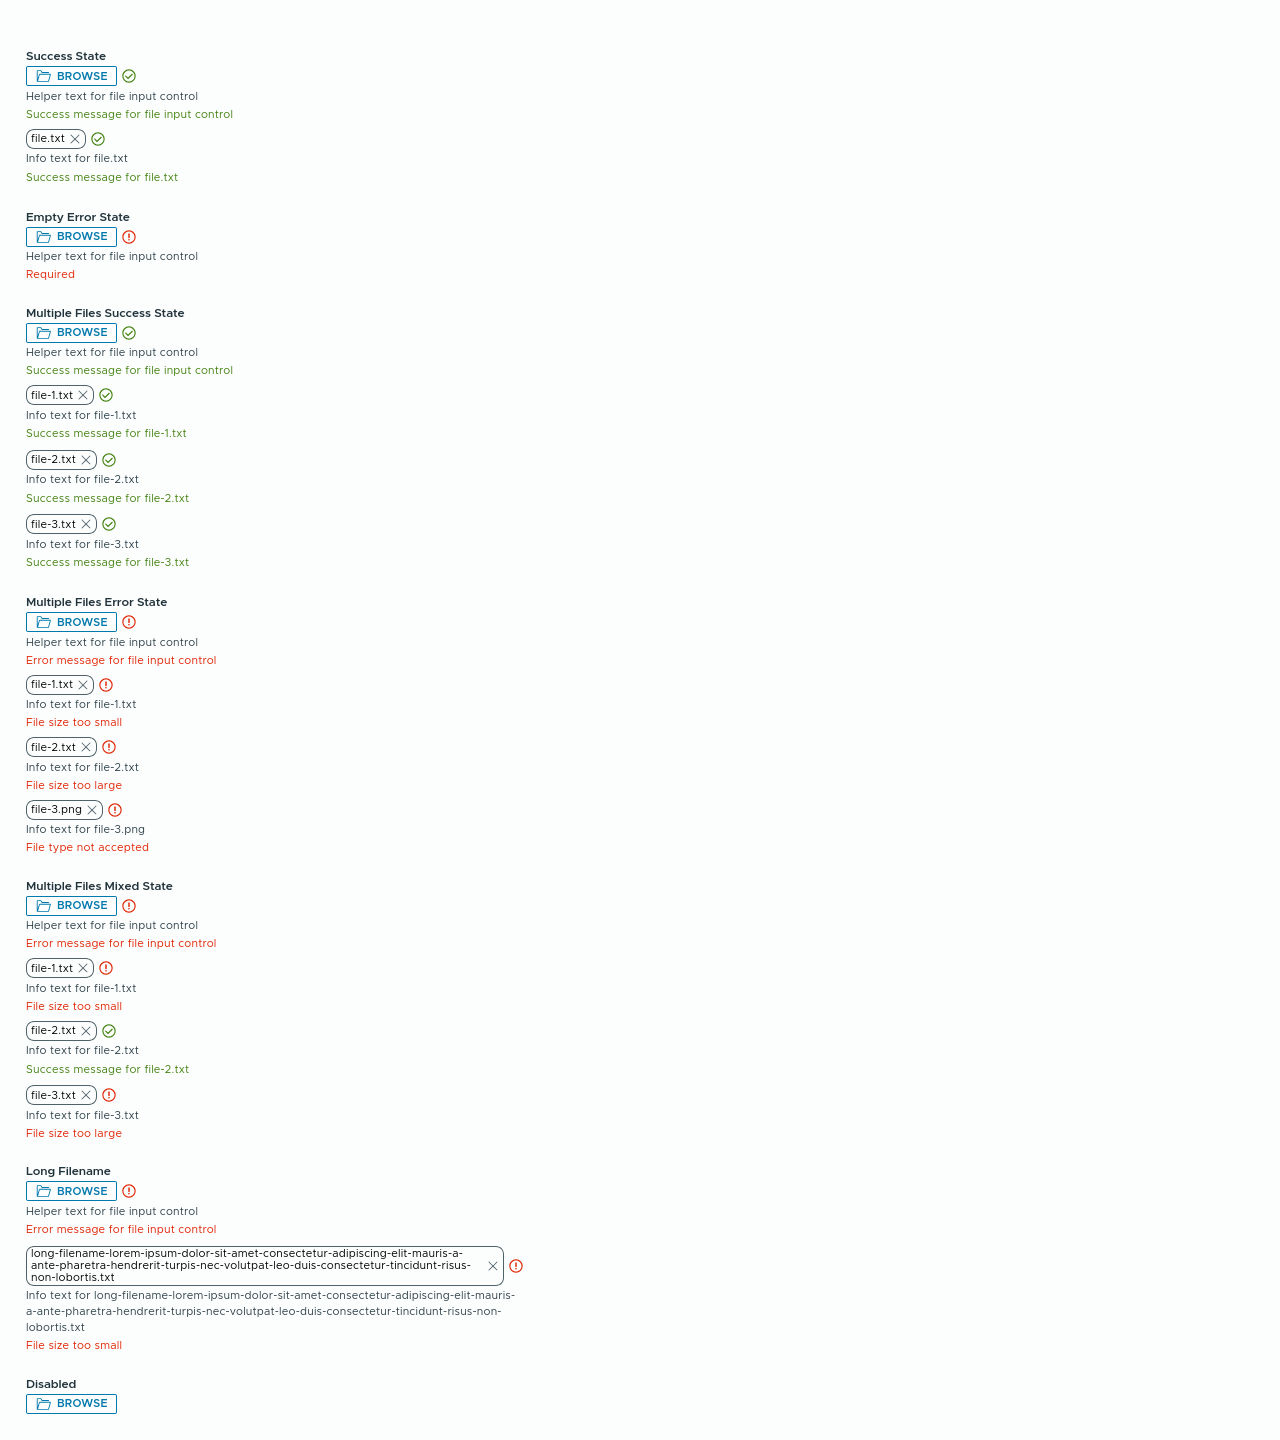 Success State
BROWSE
Helper text for file input control
Success message for file input control
file.txt
Info text for file.txt
Success message for file.txt
Empty Error State
BROWSE
Helper text for file input control
Required
Multiple Files Success State
BROWSE
Helper text for file input control
Success message for file input control
file-1.txt
Info text for file-1.txt
Success message for file-1.txt
file-2.txt
Info text for file-2.txt
Success message for file-2.txt
file-3.txt
Info text for file-3.txt
Success message for file-3.txt
Multiple Files Error State
BROWSE
Helper text for file input control
Error message for file input control
file-1.txt
Info text for file-1.txt
File size too small
file-2.txt
Info text for file-2.txt
File size too large
file-3.png
Info text for file-3.png
File type not accepted
Multiple Files Mixed State
BROWSE
Helper text for file input control
Error message for file input control
file-1.txt
Info text for file-1.txt
File size too small
file-2.txt
Info text for file-2.txt
Success message for file-2.txt
file-3.txt
Info text for file-3.txt
File size too large
Long Filename
BROWSE
Helper text for file input control
Error message for file input control
long-filename-lorem-ipsum-dolor-sit-amet-consectetur-adipiscing-elit-mauris-a-
ante-pharetra-hendrerit-turpis-nec-volutpat-leo-duis-consectetur-tincidunt-risus-
non-lobortis.txt
Info text for long-filename-lorem-ipsum-dolor-sit-amet-consectetur-adipiscing-elit-mauris-
a-ante-pharetra-hendrerit-turpis-nec-volutpat-leo-duis-consectetur-tincidunt-risus-non-
lobortis.txt
File size too small
Disabled
BROWSE